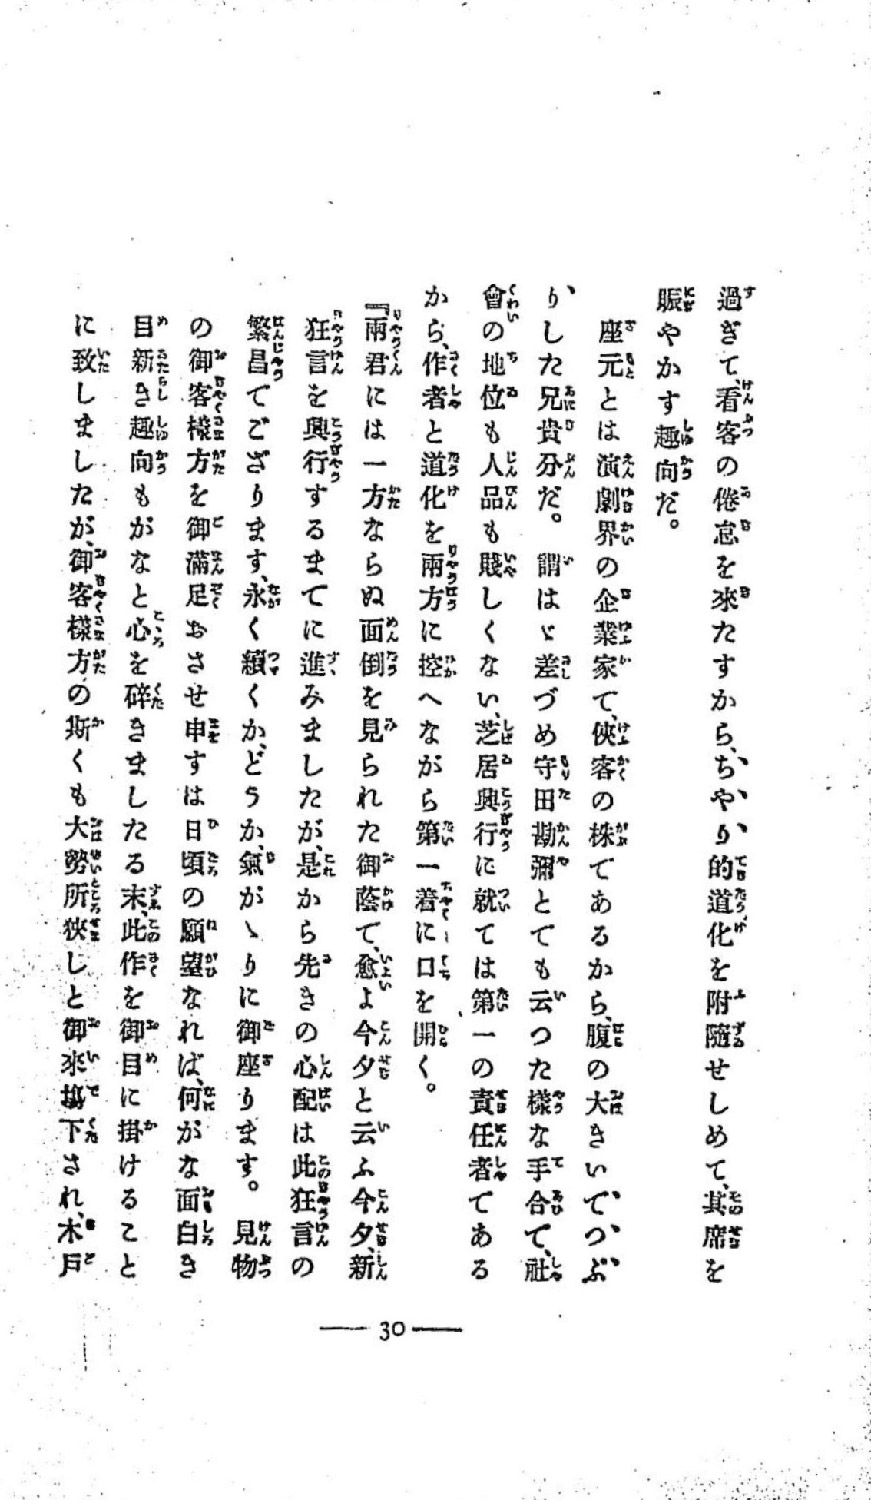 過ぎて、看客の倦怠を來たすから、ちやり的道化を附隨せしめて、其席を
賑やかす趣向だ。
座元とは演劇界の企業家て、俠客の株てあるから、腹の大きいてつぷ
りした兄貴分だ。謂はゞ差づめ守田勘彌とても云つた樣な手合て、社
會の地位も人品も賤しくない、芝居興行に就ては第一の責任者てある
から、作者と道化を兩方に控へながら第一着に口を開く。
『兩君には一方ならぬ面倒を見られた御蔭て、愈よ今夕と云ふ今夕、新
狂言を興行するまてに進みましたが、是から先きの心配は此狂言の
繁昌てござります、永く續くか、どうか、氣がゝりに御座ります。見物
の御客樣方を御滿足おさせ申すは日頃の願望なれば、何がな面白き
目新き趣向もがなと心を碎きましたる末、此作を御目に掛けること
に致しましたが、御客樣方の斯くも大勢所狹しと御來塲下され、木戶
— 30 —